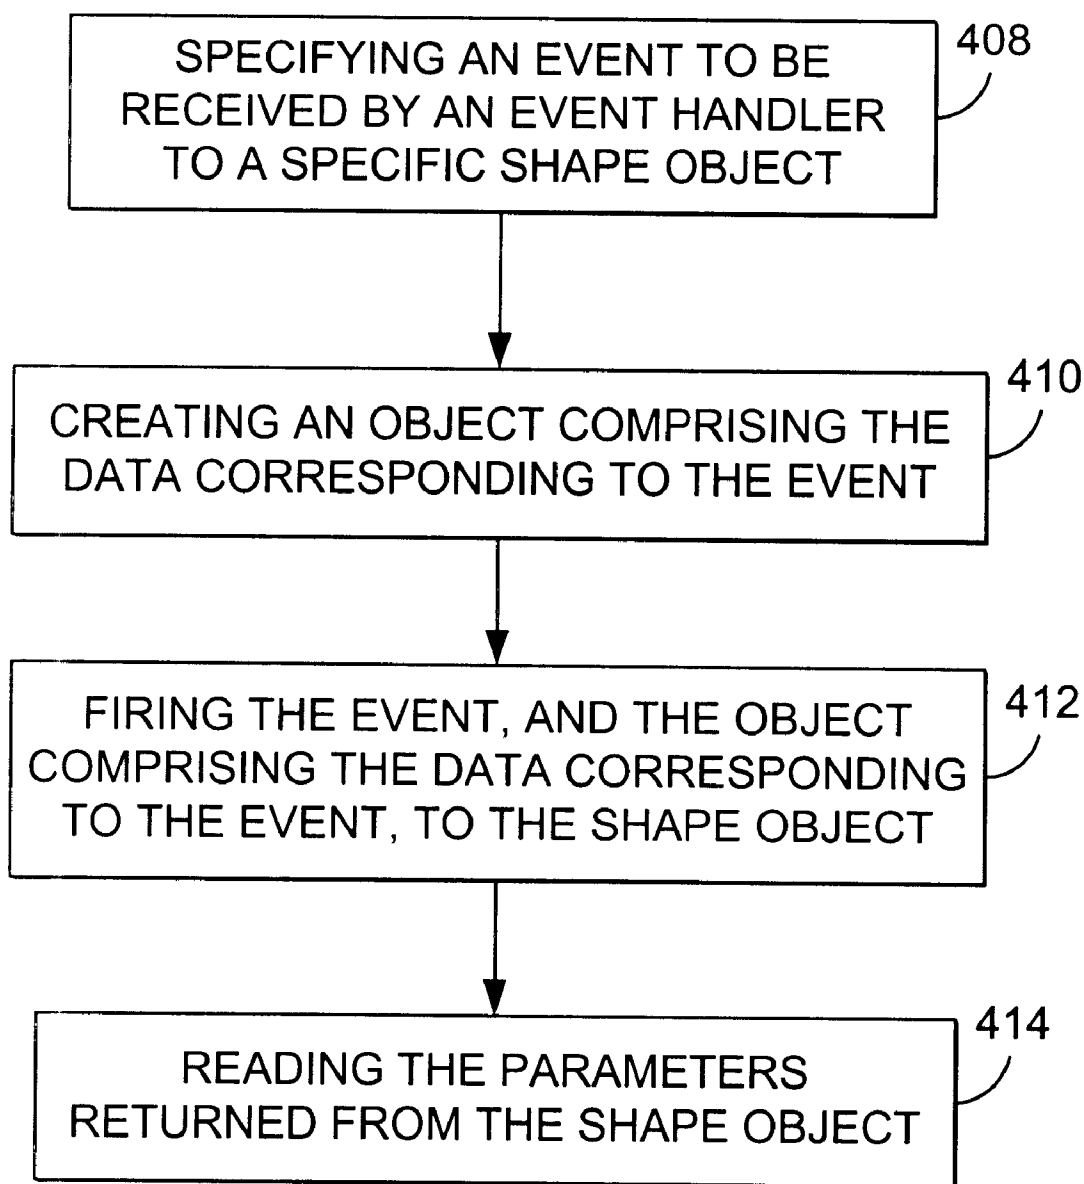 408
SPECIFYING AN EVENT TO BE
RECEIVED BY AN EVENT HANDLER
TO A SPECIFIC SHAPE OBJECT
410
CREATING AN OBJECT COMPRISING THE
DATA CORRESPONDING TO THE EVENT
412
FIRING THE EVENT, AND THE OBJECT
COMPRISING THE DATA CORRESPONDING
TO THE EVENT, TO THE SHAPE OBJECT
414
READING THE PARAMETERS
RETURNED FROM THE SHAPE OBJECT